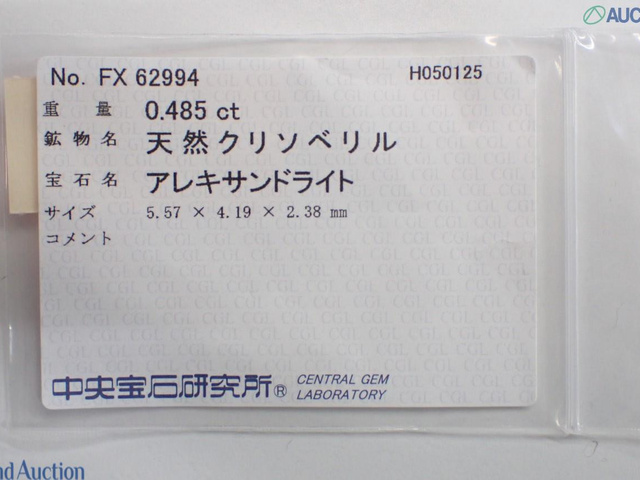 AUC
No. FX 62994 H050125
重量 0.485 ct
鉱物名 天然クリソベリル
宝石名 アレキサンドライト
サイズ 5.57 × 4.19 × 2.38 mm
コメント
中央宝石研究所® CENTRAL GEM
LABORATORY
nd Auction